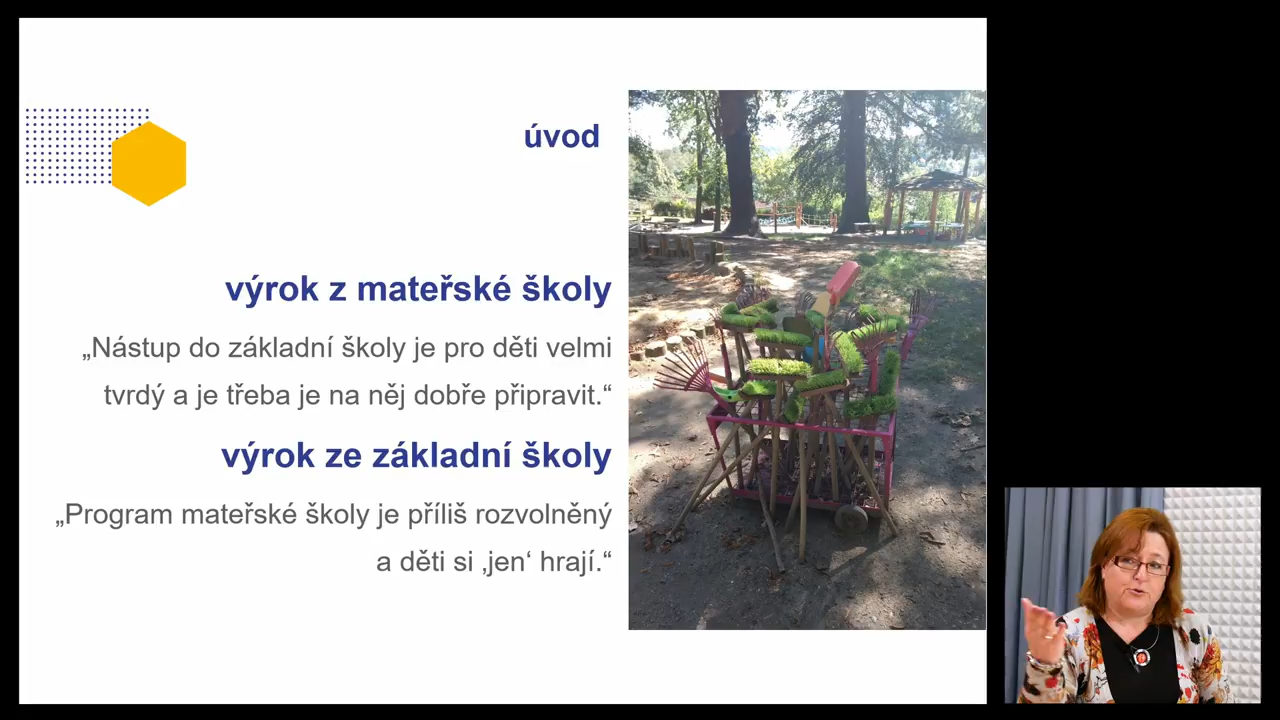 úvod
výrok z mateřské školy
„Nástup do základní školy je pro děti velmi
tvrdý a je třeba je na něj dobře připravit.“
výrok ze základní školy
„Program mateřské školy je příliš rozvolněný
a děti si ‚jen‘ hrají.“